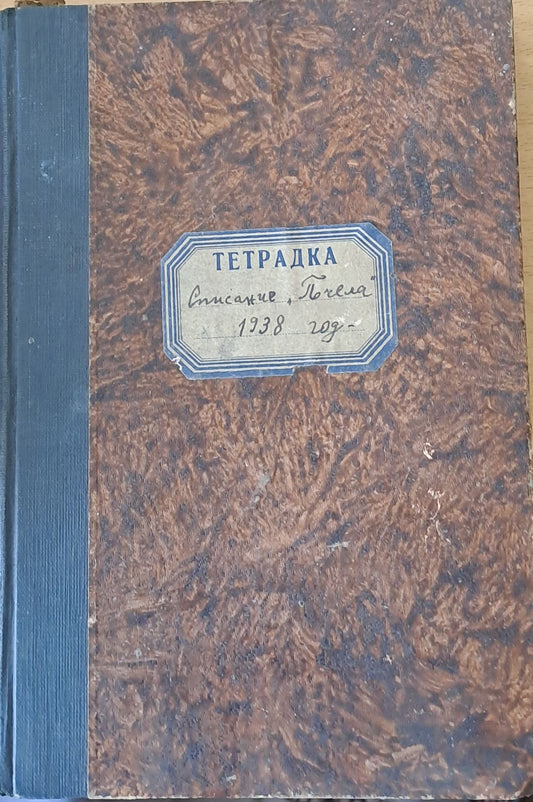 ТЕТРАДКА
Списание „Пчела"
1938 год-